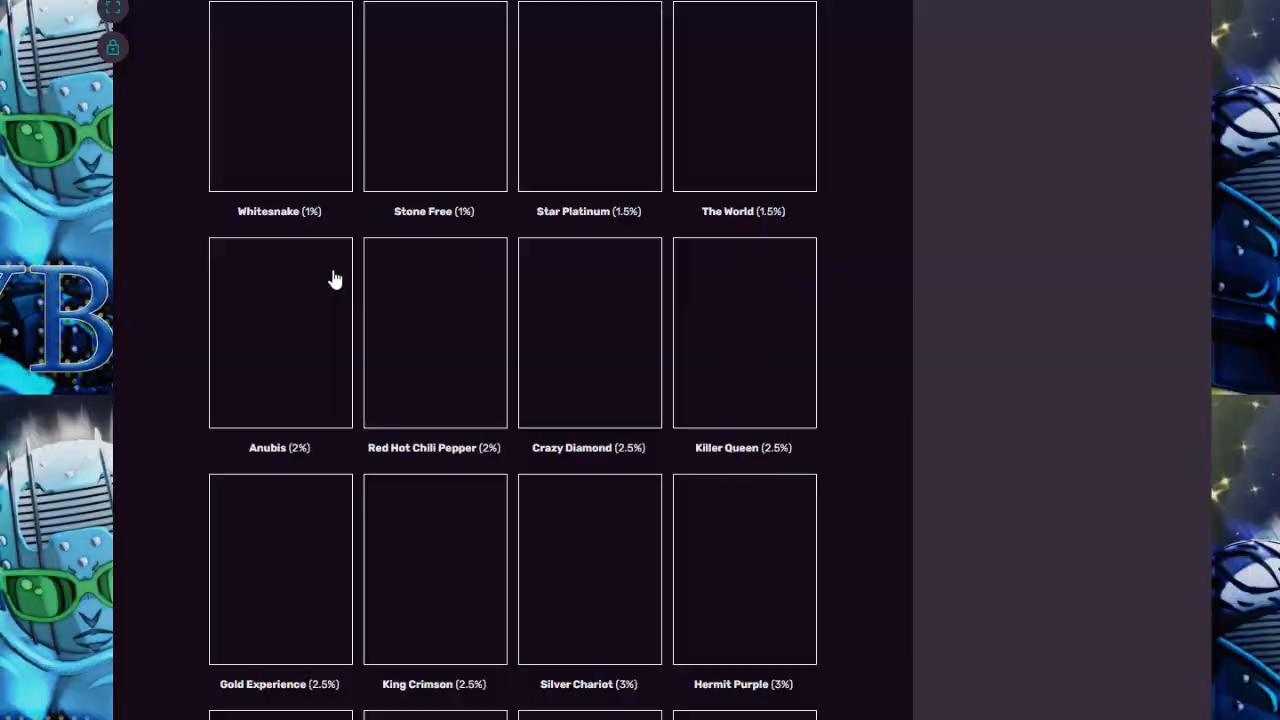 Whitesnake (1%)
Stone Free (1%)
Star Platinum (1.5%)
The World (1.5%)
YB
Anubis (2%)
Red Hot Chili Pepper (2%)
Crazy Diamond (2.5%)
Killer Queen (2.5%)
Gold Experience (2.5%)
King Crimson (2.5%)
Silver Chariot (3%)
Hermit Purple (3%)